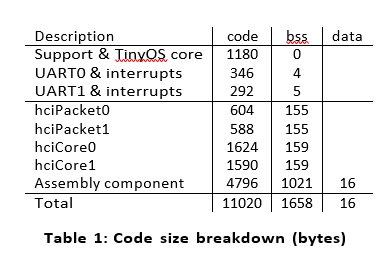 Description code bss data
Support & TinyOS core 1180 0
UART0 & interrupts 346 4
UART1 & interrupts 292 5
hciPacket0 604 155
hciPacket1 588 155
hciCore0 1624 159
hciCore1 1590 159
Assembly component 4796 1021 16
Total 11020 1658 16
Table 1: Code size breakdown (bytes)